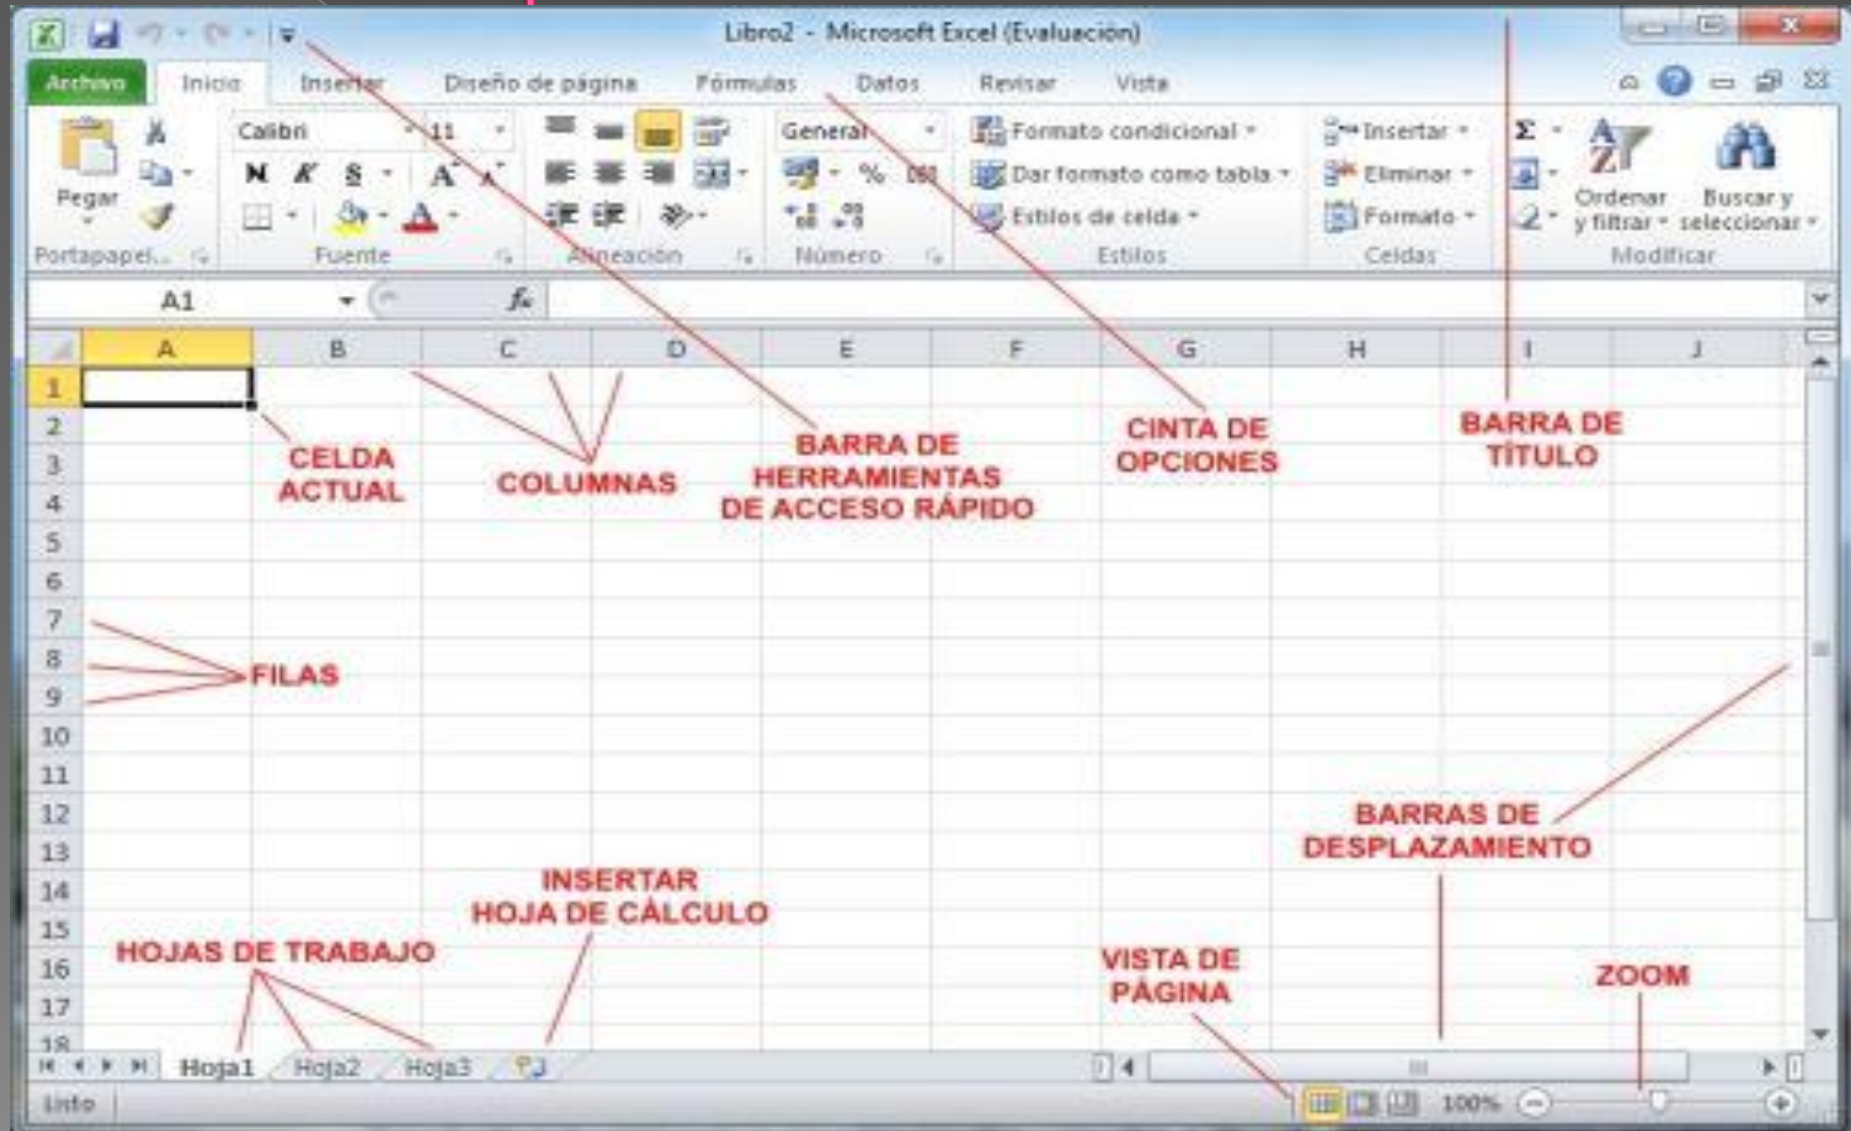 Libro2 - Microsoft Excel (Evaluación)
Archivo Inicio Insertar Diseño de página Fórmulas Datos Revisar Vista
Calibri 11 General Formato condicional Insertar Σ
N K S % 000 Dar formato como tabla Eliminar
Pegar Estilos de celda Formato Ordenar y filtrar Buscar y seleccionar
Portapapel... Fuente Alineación Número Estilos Celdas Modificar
A1 fx
A B C D E F G H I J
1
2
3
4
5
6
7
8
9
10
11
12
13
14
15
16
17
18
CELDA
ACTUAL
COLUMNAS
BARRA DE
HERRAMIENTAS
DE ACCESO RÁPIDO
CINTA DE
OPCIONES
BARRA DE
TÍTULO
FILAS
BARRAS DE
DESPLAZAMIENTO
INSERTAR
HOJA DE CÁLCULO
HOJAS DE TRABAJO
VISTA DE
PÁGINA
ZOOM
Hoja1 Hoja2 Hoja3
Listo 100%